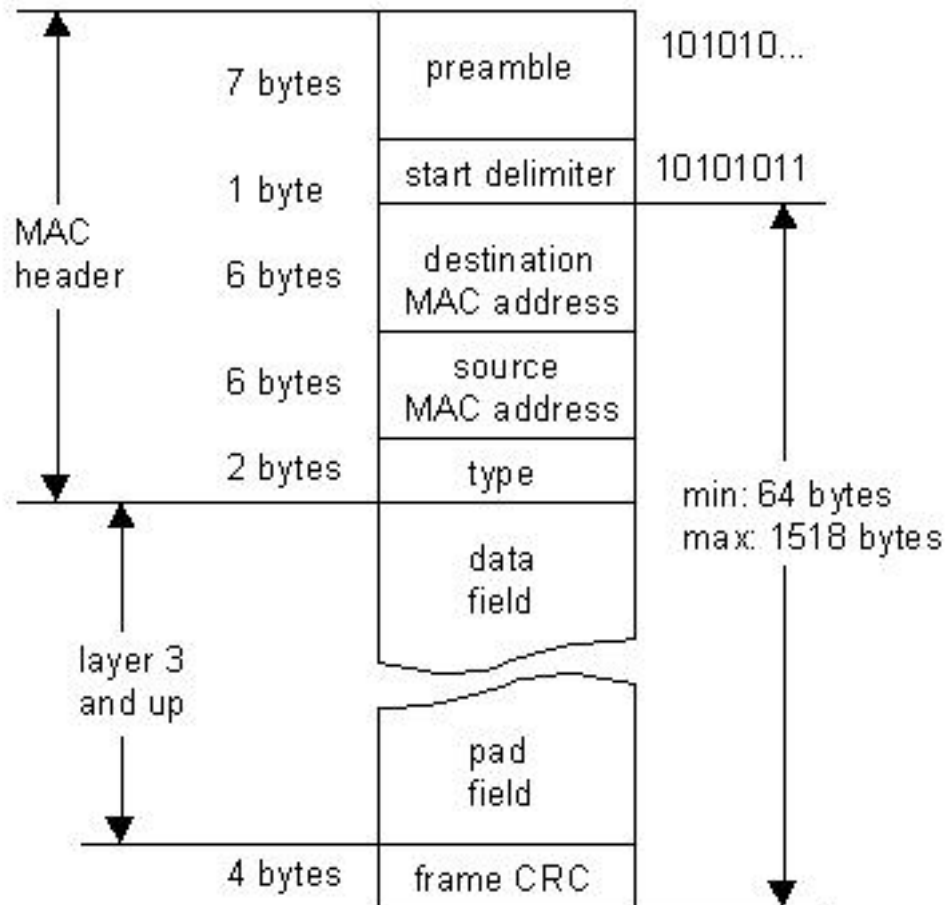 7 bytes
preamble
101010...
1 byte
start delimiter
10101011
MAC
header
6 bytes
destination
MAC address
6 bytes
source
MAC address
2 bytes
type
min: 64 bytes
max: 1518 bytes
data
field
layer 3
and up
pad
field
4 bytes
frame CRC